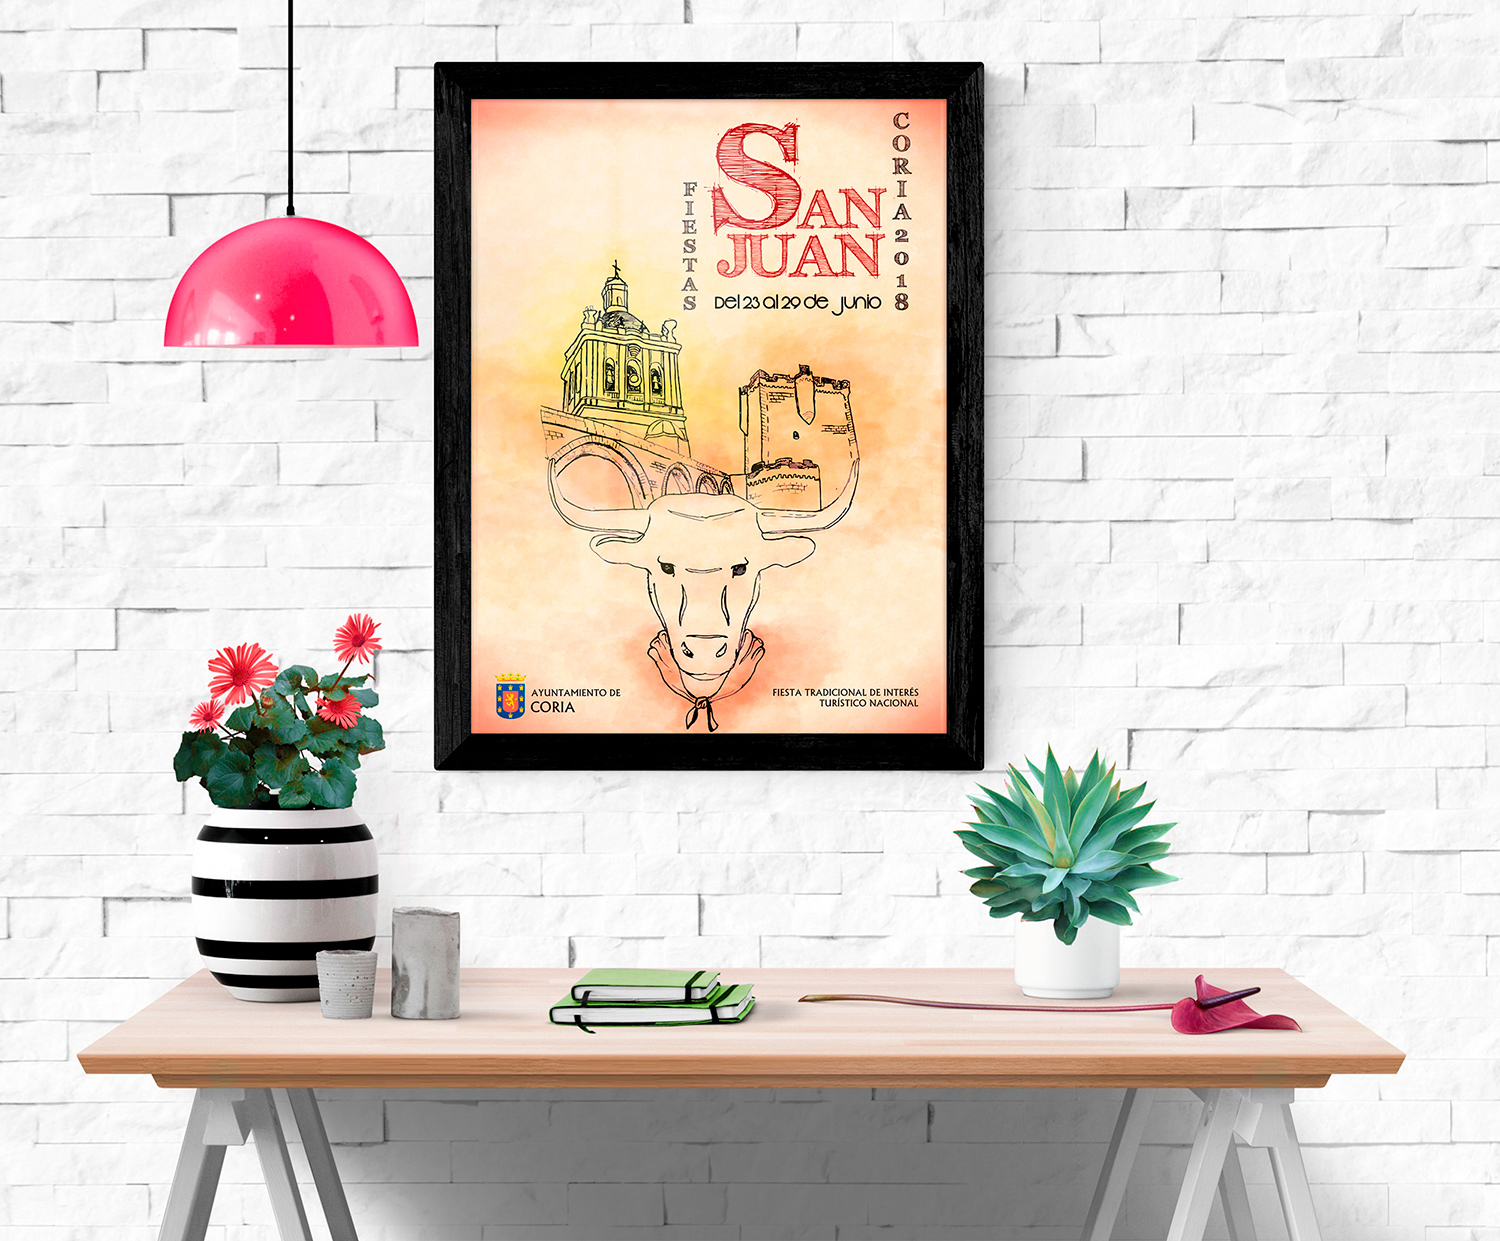 FIESTAS
SAN
JUAN
CORIA 2018
Del 23 al 29 de Junio
AYUNTAMIENTO DE
CORIA
FIESTA TRADICIONAL DE INTERÉS
TURÍSTICO NACIONAL